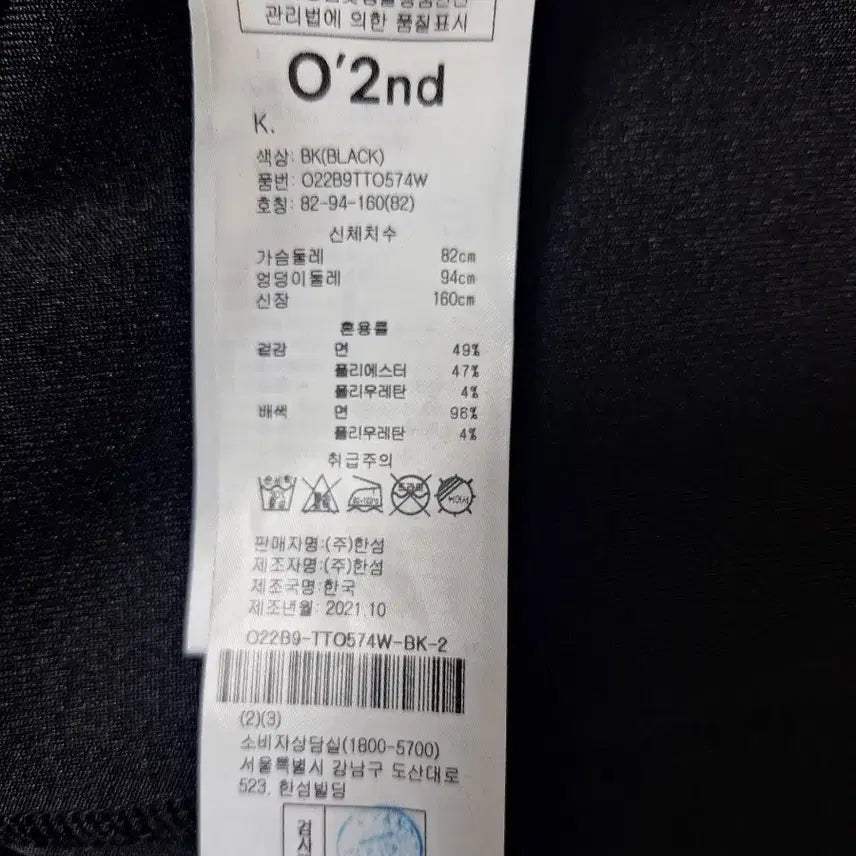 관리법에 의한 품질표시
O'2nd
K.
색상: BK(BLACK)
품번: O22B9TTO574W
호칭: 82-94-160(82)
신체치수
가슴둘레 82cm
엉덩이둘레 94cm
신장 160cm
혼용률
겉감 면 49%
폴리에스터 47%
폴리우레탄 4%
배색 면 96%
폴리우레탄 4%
취급주의
판매자명:(주)한섬
제조자명:(주)한섬
제조국명:한국
제조년월: 2021.10
O22B9-TTO574W-BK-2
(2)(3)
소비자상담실(1800-5700)
서울특별시 강남구 도산대로
523, 한섬빌딩
검사